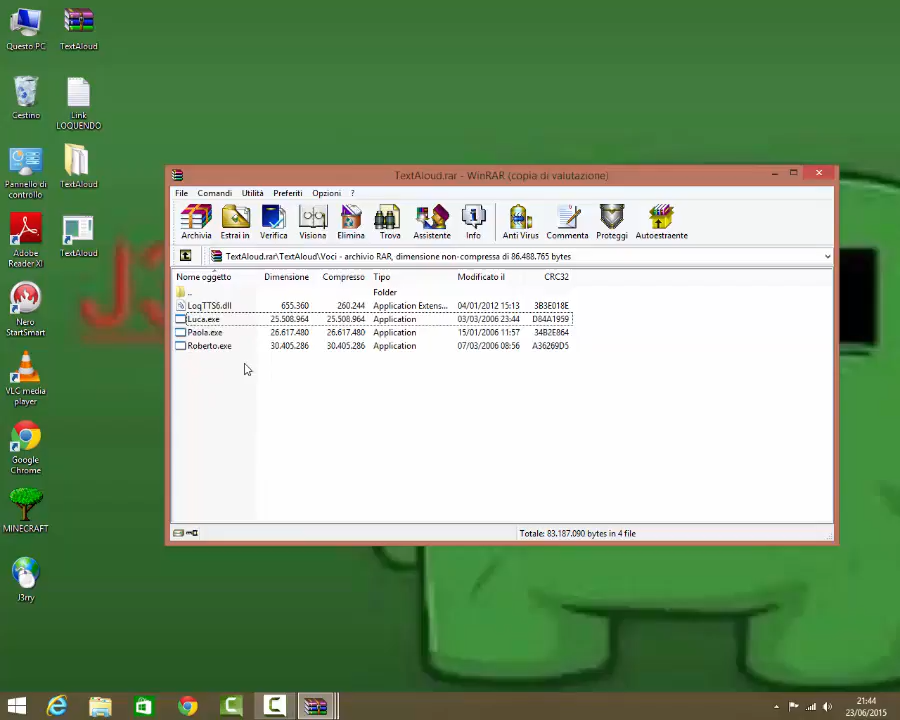 Questo PC
TextAloud
Cestino
Link
LOQUENDO
Pannello di
controllo
TextAloud
Adobe
Reader XI
TextAloud
Nero
StartSmart
VLC media
player
Google
Chrome
MINECRAFT
J3rry
TextAloud.rar - WinRAR (copia di valutazione)
File Comandi Utilità Preferiti Opzioni ?
Archivia Estrai in Verifica Visiona Elimina Trova Assistente Info Anti Virus Commenta Proteggi Autoestraente
TextAloud.rar\TextAloud\Voci - archivio RAR, dimensione non-compressa di 86.488.765 bytes
Nome oggetto Dimensione Compresso Tipo Modificato il CRC32
.. Folder
LoqTTS6.dll 655.360 260.244 Application Extens... 04/01/2012 15:13 3B3E018E
Luca.exe 25.508.964 25.508.964 Application 03/03/2006 23:44 D84A1959
Paola.exe 26.617.480 26.617.480 Application 15/01/2006 11:57 34B2E864
Roberto.exe 30.405.286 30.405.286 Application 07/03/2006 08:56 A36269D5
Totale: 83.187.090 bytes in 4 file
21:44
23/06/2015